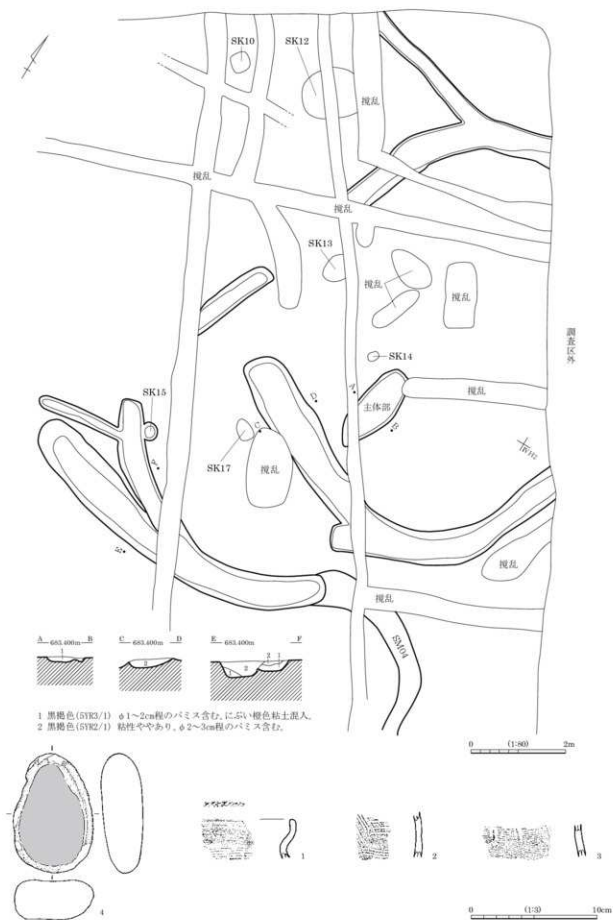 SK10
SK12
攪乱
攪乱
攪乱
SK13
攪乱
攪乱
調査区外
SK14
A
主体部
攪乱
B
D
C
SK15
SK17
攪乱
攪乱
攪乱
SM04
A 683.400m B
1
C 683.400m D
2
E 683.400m F
2
1 黒褐色(5YR3/1) φ1～2cm程のパミス含む、にぶい橙色粘土混入。
2 黒褐色(5YR2/1) 粘性ややあり。φ2～3cm程のパミス含む。
0 (1:80) 2m
1
2
3
4
0 (1:3) 10cm